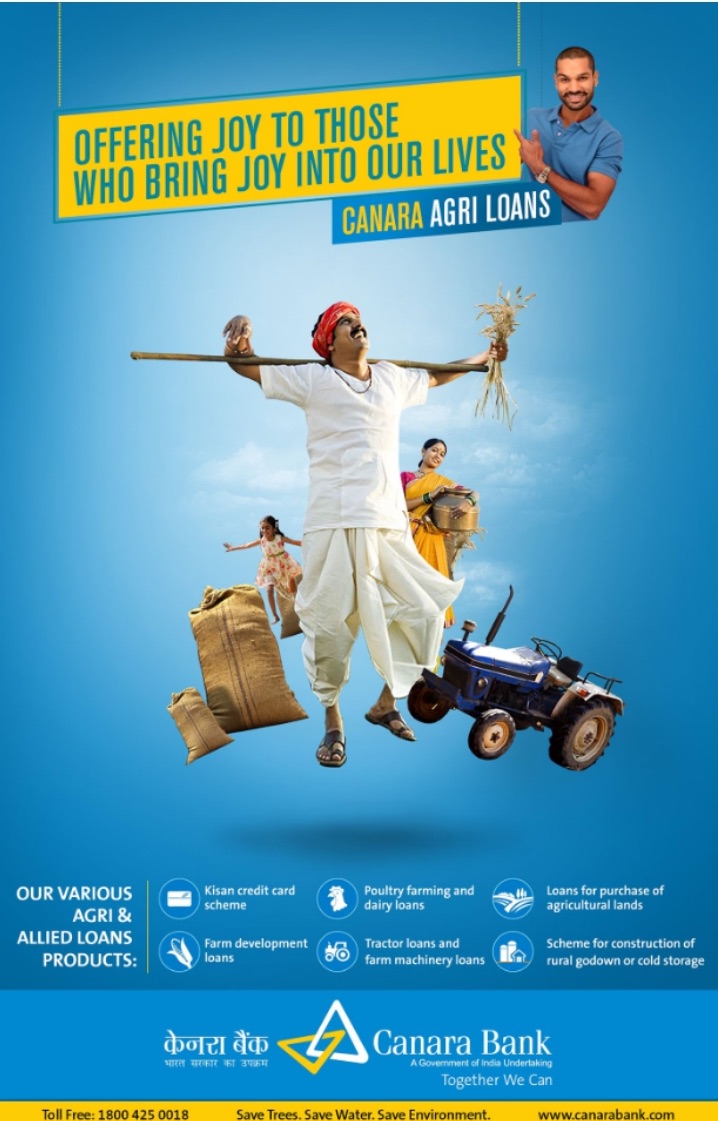 OFFERING JOY TO THOSE
WHO BRING JOY INTO OUR LIVES
CANARA AGRI LOANS
OUR VARIOUS
AGRI &
ALLIED LOANS
PRODUCTS:
Kisan credit card
scheme
Poultry farming and
dairy loans
Loans for purchase of
agricultural lands
Farm development
loans
Tractor loans and
farm machinery loans
Scheme for construction of
rural godown or cold storage
केनरा बैंक
भारत सरकार का उपक्रम
Canara Bank
A Government of India Undertaking
Together We Can
Toll Free: 1800 425 0018
Save Trees. Save Water. Save Environment.
www.canarabank.com